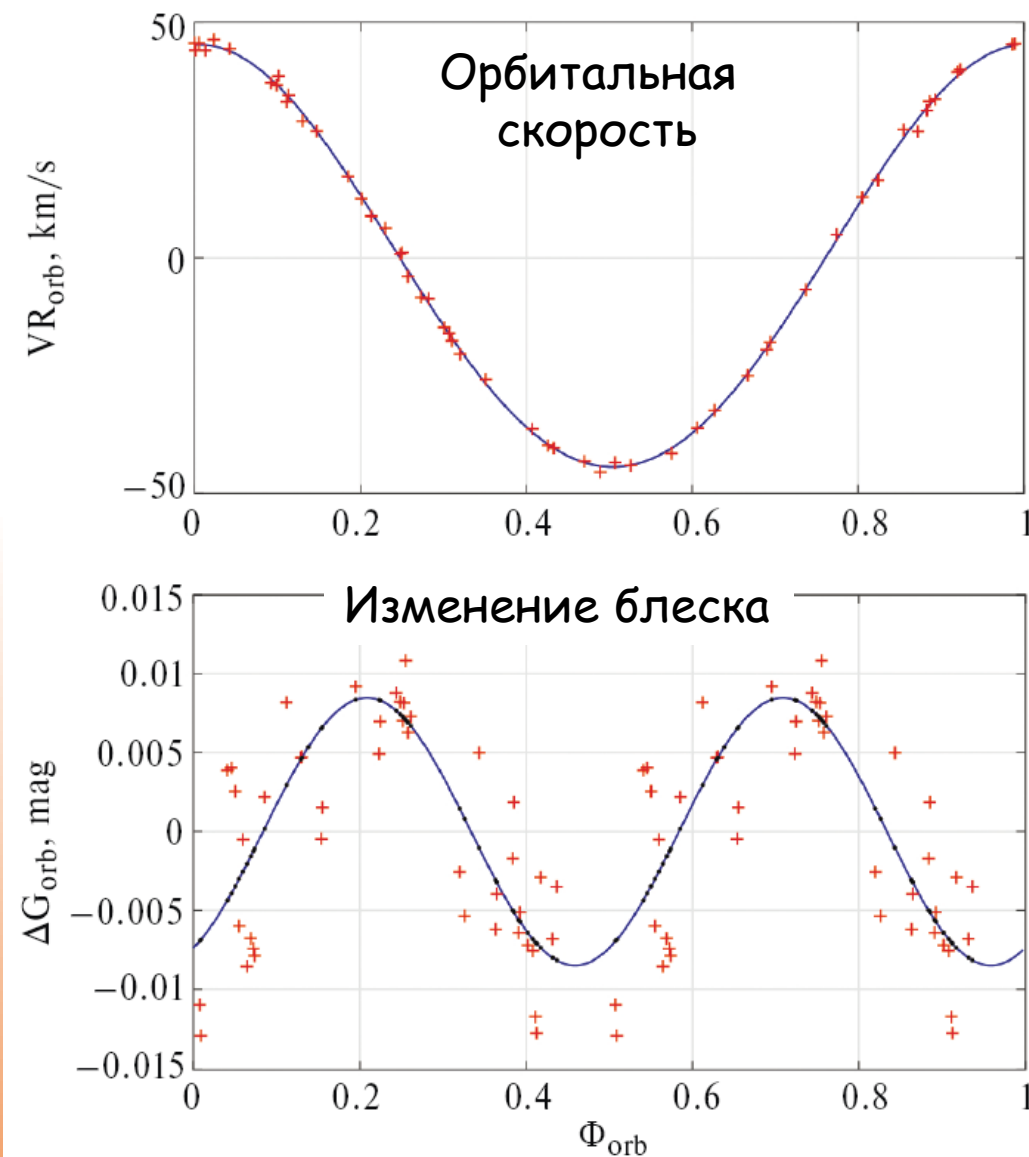 50
Орбитальная
скорость
VR_orb, km/s
0
−50
0 0.2 0.4 0.6 0.8 1
0.015
Изменение блеска
0.01
0.005
ΔG_orb, mag
0
−0.005
−0.01
−0.015
0 0.2 0.4 0.6 0.8 1
Φ_orb